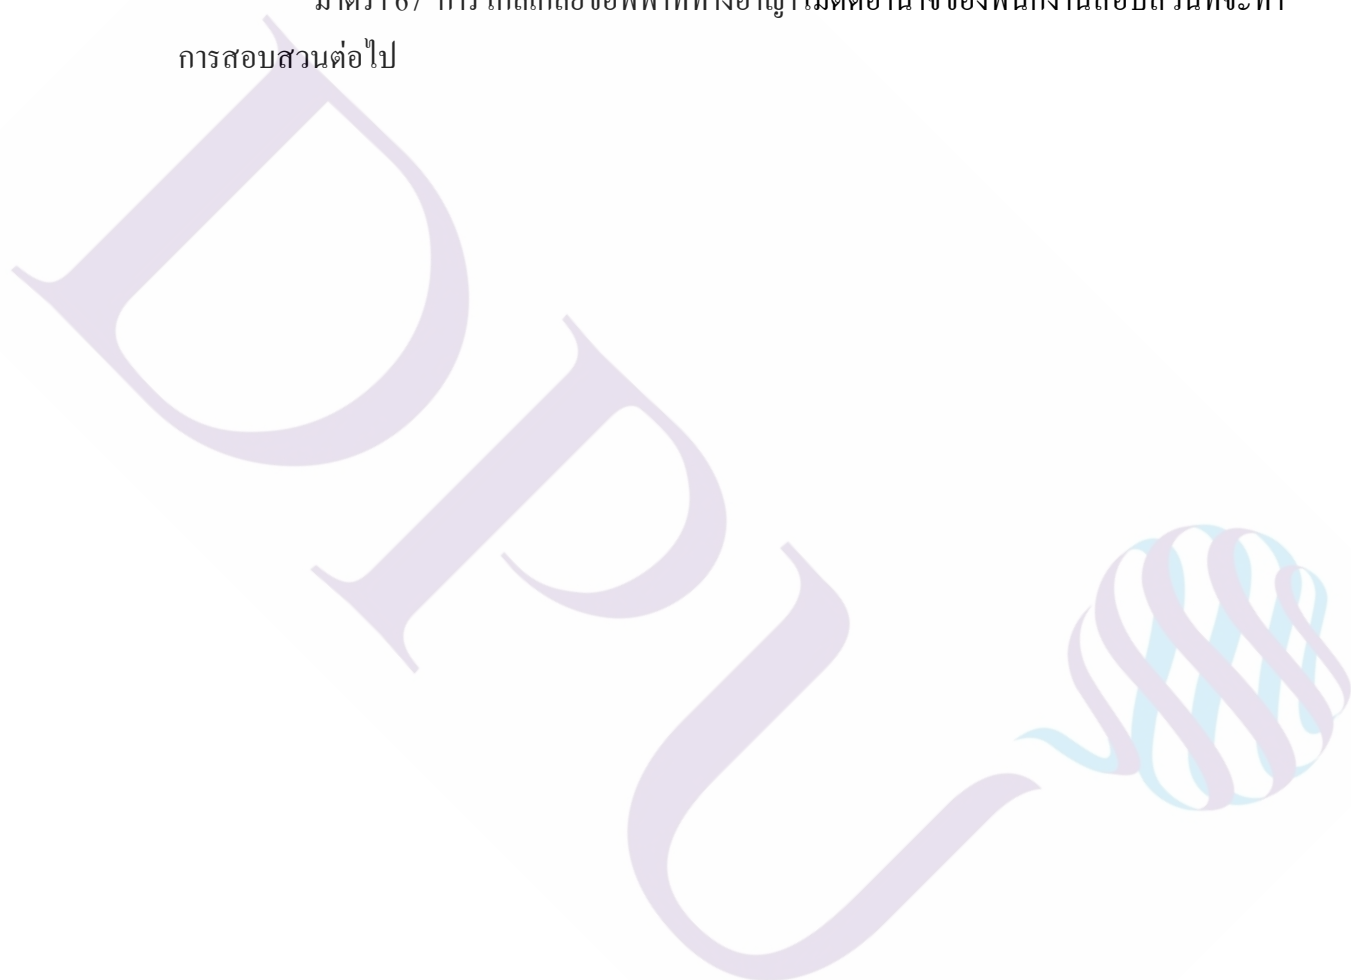 มาตรา 67 การไกล่เกลี่ยข้อพิพาททางอาญาไม่ตัดอำนาจของพนักงานสอบสวนที่จะทำ
การสอบสวนต่อไป
DPU